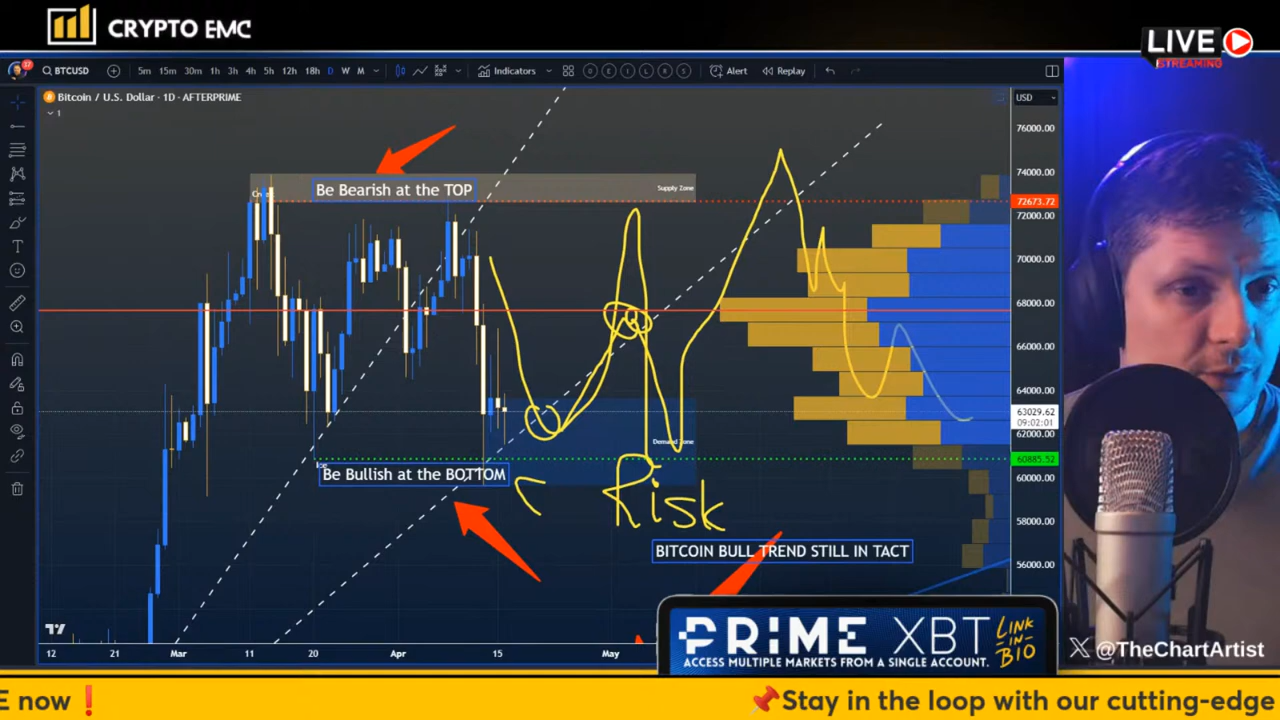 CRYPTO EMC
LIVE
STREAMING
17
BTCUSD
5m 15m 30m 1h 3h 4h 5h 12h 18h D W M
Indicators
Alert
Replay
Bitcoin / U.S. Dollar · 1D · AFTERPRIME
1
USD
76000.00
74000.00
72673.72
72000.00
70000.00
68000.00
66000.00
64000.00
63029.62
09:02:01
62000.00
60885.52
60000.00
58000.00
56000.00
Be Bearish at the TOP
Supply Zone
Demand Zone
Be Bullish at the BOTTOM
Risk
BITCOIN BULL TREND STILL IN TACT
12 21 Mar 11 20 Apr 15 May
PRIME XBT
ACCESS MULTIPLE MARKETS FROM A SINGLE ACCOUNT.
LINK
IN
BIO
@TheChartArtist
E now❗
📌Stay in the loop with our cutting-edge